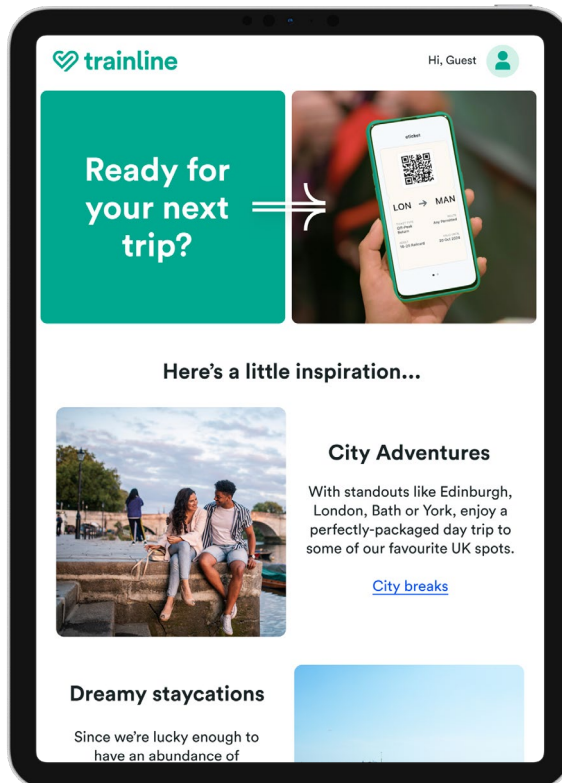 trainline
Hi, Guest
Ready for
your next
trip?
eticket
LON → MAN
Here's a little inspiration...
City Adventures
With standouts like Edinburgh,
London, Bath or York, enjoy a
perfectly-packaged day trip to
some of our favourite UK spots.
City breaks
Dreamy staycations
Since we're lucky enough to
have an abundance of